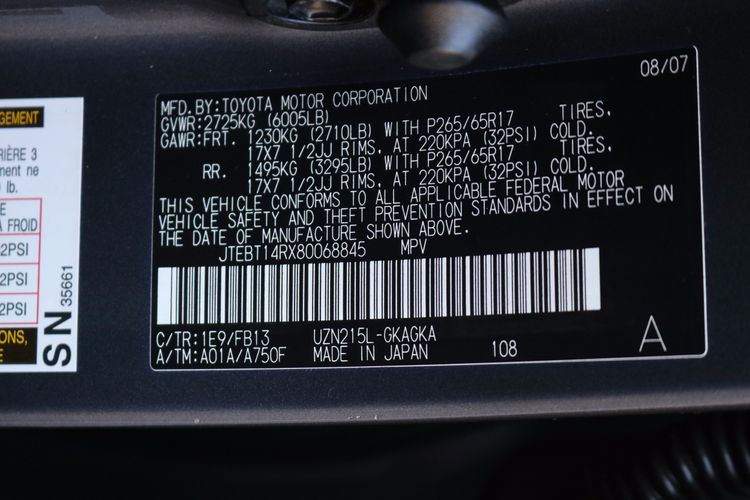 08/07
MFD. BY: TOYOTA MOTOR CORPORATION
GVWR: 2725KG (6005LB)
GAWR: FRT. 1230KG (2710LB) WITH P265/65R17 TIRES,
17X7 1/2JJ RIMS, AT 220KPA (32PSI) COLD.
RR. 1495KG (3295LB) WITH P265/65R17 TIRES,
17X7 1/2JJ RIMS, AT 220KPA (32PSI) COLD.
THIS VEHICLE CONFORMS TO ALL APPLICABLE FEDERAL MOTOR
VEHICLE SAFETY AND THEFT PREVENTION STANDARDS IN EFFECT ON
THE DATE OF MANUFACTURE SHOWN ABOVE.
JTEBT14RX80068845 MPV
C/TR: 1E9/FB13 UZN215L-GKAGKA
A/TM: A01A/A750F MADE IN JAPAN 108
A
GEMENT
IÈRE 3
ment ne
lb.
E
A FROID
2PSI
2PSI
2PSI
ONS,
E
SN 35661